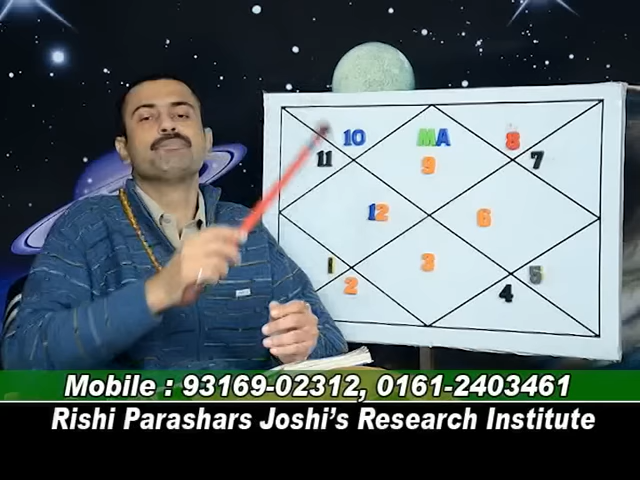 10 MA 8
11 9 7
12 6
1 3 5
2 4
Mobile : 93169-02312, 0161-2403461
Rishi Parashars Joshi's Research Institute